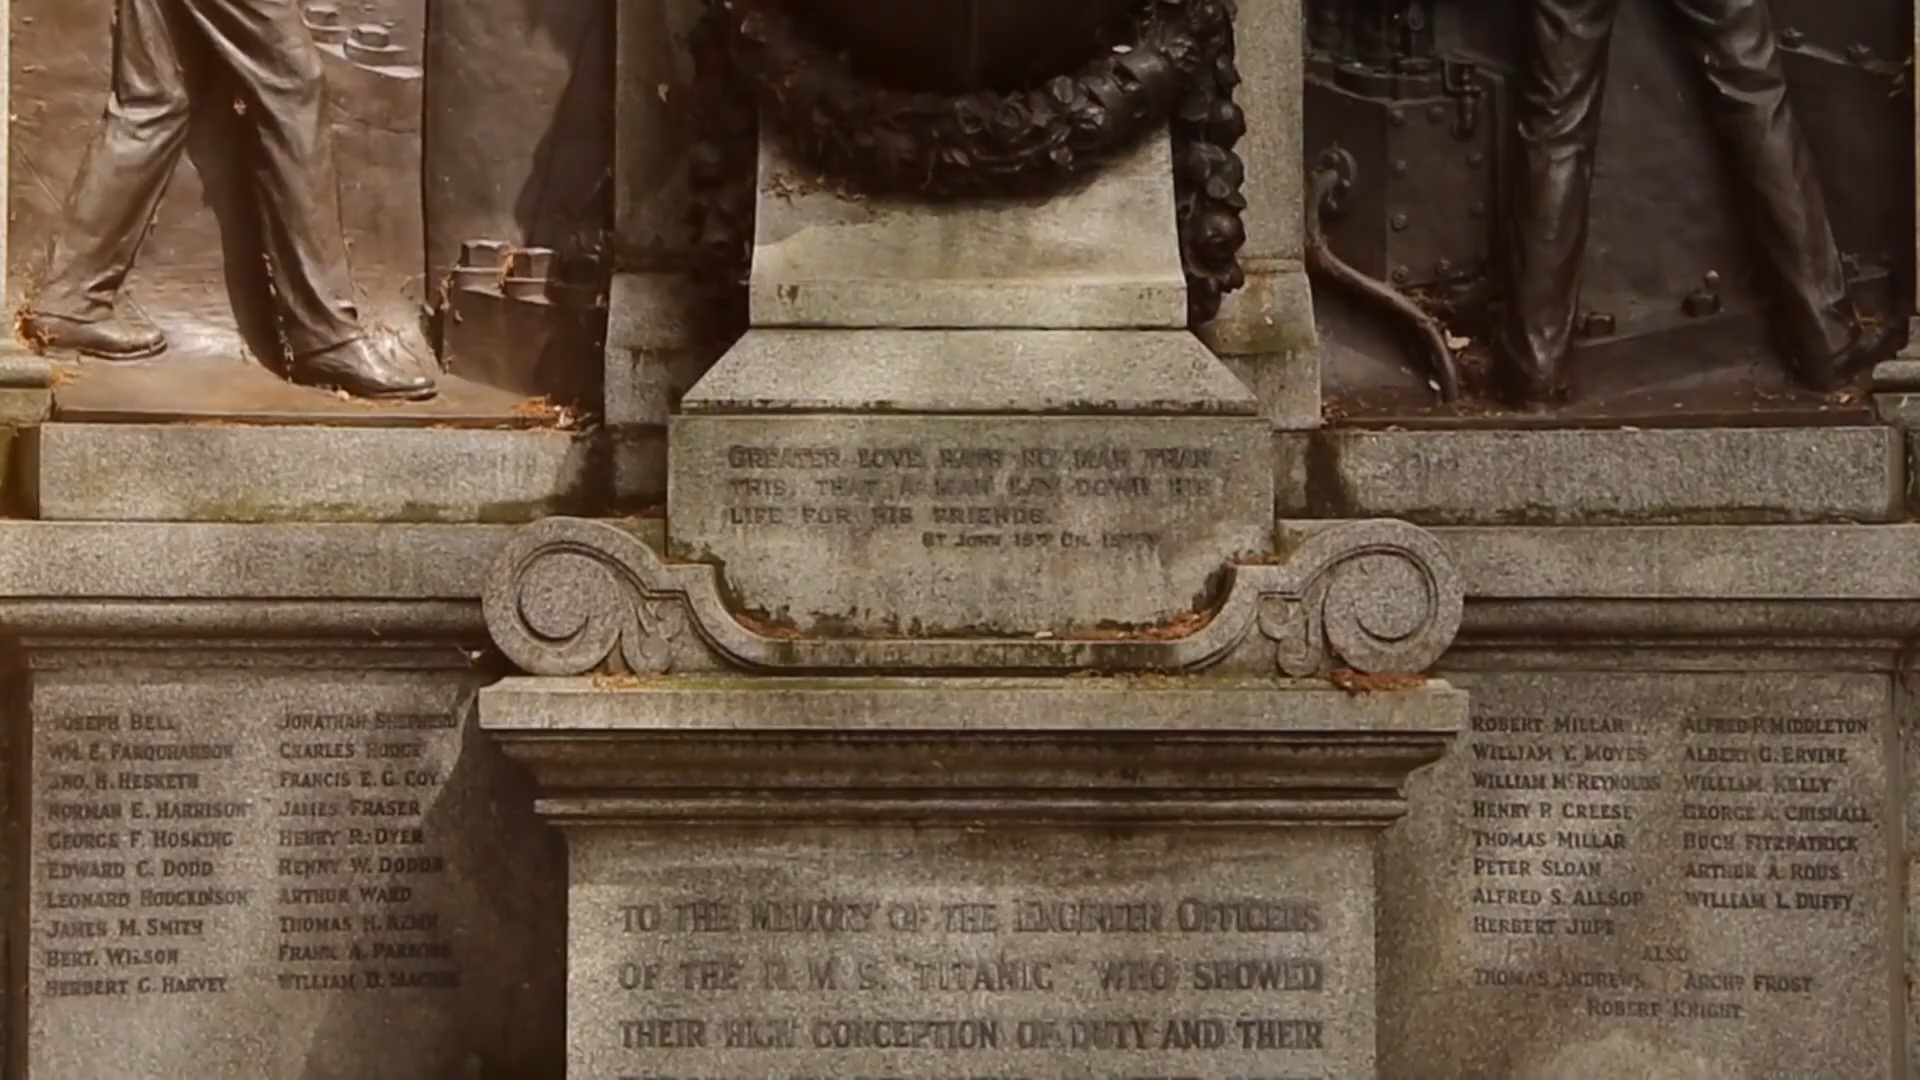 GREATER LOVE HATH NO MAN THAN
THIS, THAT A MAN LAY DOWN HIS
LIFE FOR HIS FRIENDS.
ST JOHN 15TH CH.
JOSEPH BELL
WM. E. FARQUHARSON
JNO. H. HESKETH
NORMAN E. HARRISON
GEORGE F. HOSKING
EDWARD C. DODD
LEONARD HODGKINSON
JAMES M. SMITH
BERT. WILSON
HERBERT G. HARVEY
JONATHAN SHEPHERD
CHARLES HODGE
FRANCIS E. G. COY
JAMES FRASER
HENRY R. DYER
RENNY W. DODDS
ARTHUR WARD
THOMAS H. KEMP
FRANK A. PARSONS
WILLIAM D. MACKIE
TO THE MEMORY OF THE ENGINEER OFFICERS
OF THE R. M. S. "TITANIC" WHO SHOWED
THEIR HIGH CONCEPTION OF DUTY AND THEIR
ROBERT MILLAR
WILLIAM Y. MOYES
WILLIAM MCREYNOLDS
HENRY P. CREESE
THOMAS MILLAR
PETER SLOAN
ALFRED S. ALLSOP
HERBERT JUPE
ALFRED P. MIDDLETON
ALBERT G. ERVINE
WILLIAM KELLY
GEORGE A. CHISNALL
HUGH FITZPATRICK
ARTHUR A. ROUS
WILLIAM L. DUFFY
ALSO
THOMAS ANDREWS ARCHD FROST
ROBERT KNIGHT